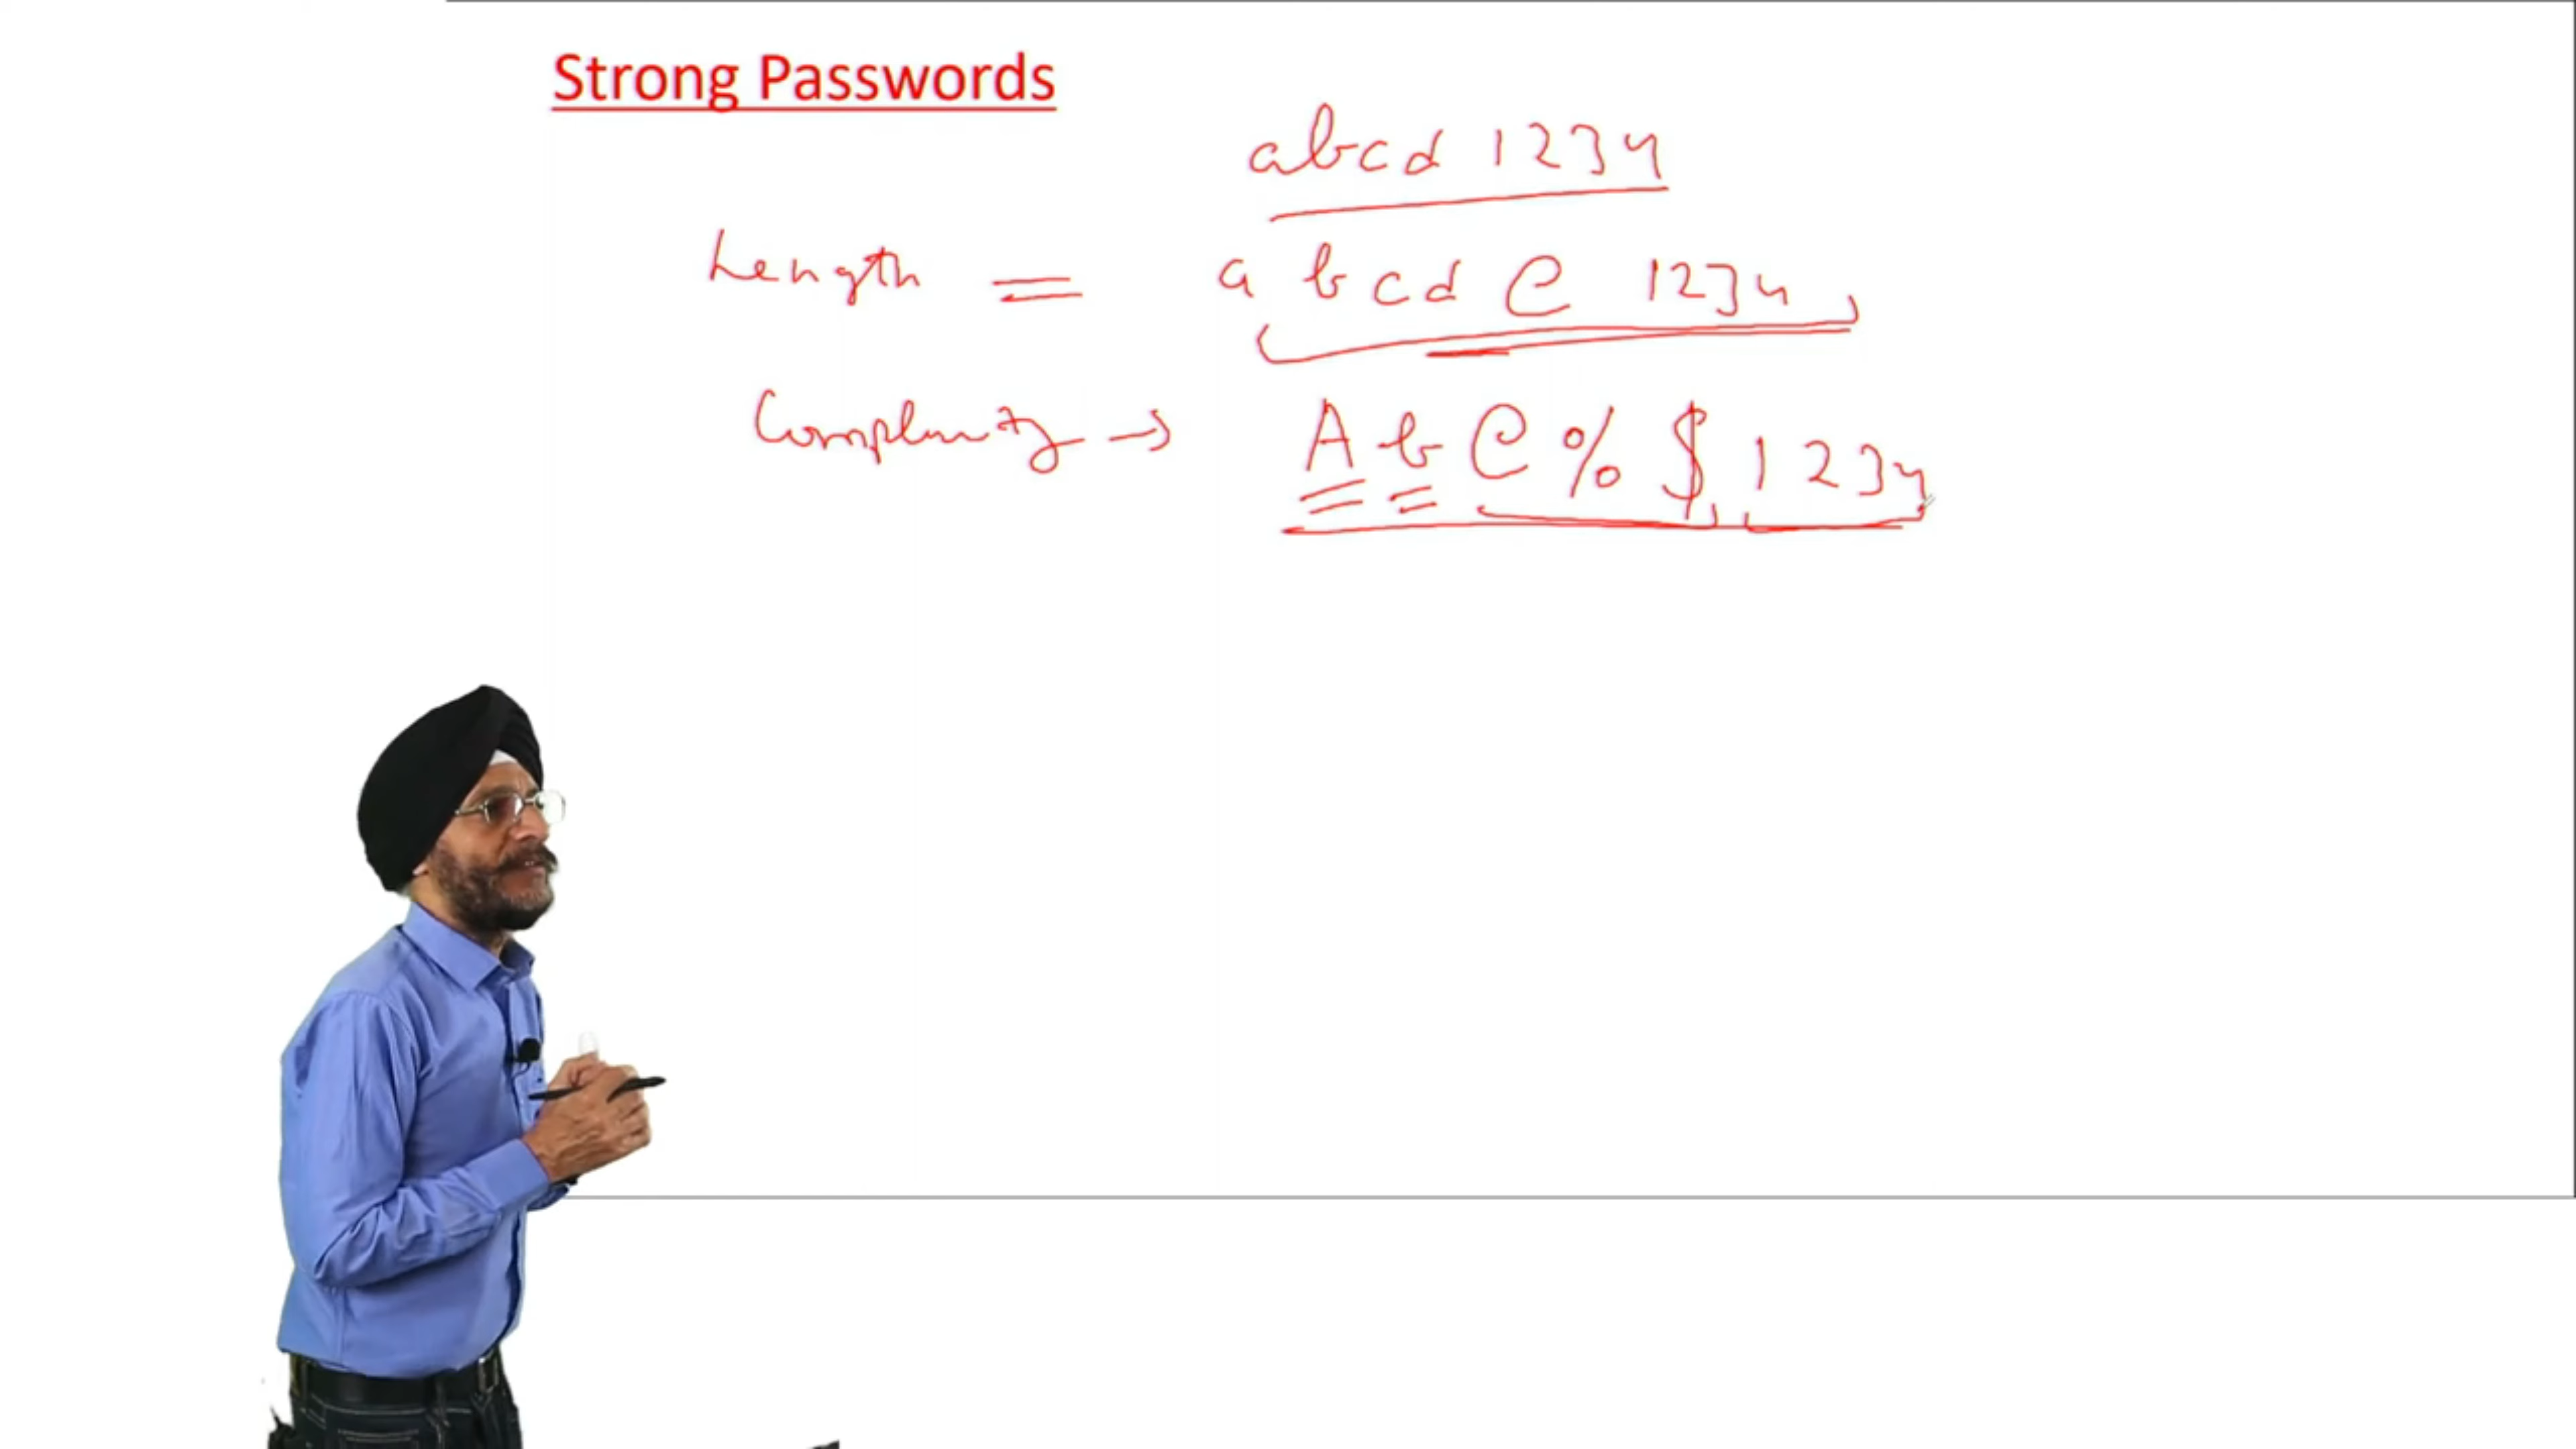 Strong Passwords
abcd 1234
Length = abcd @ 1234
Complexity → Ab@%$1234